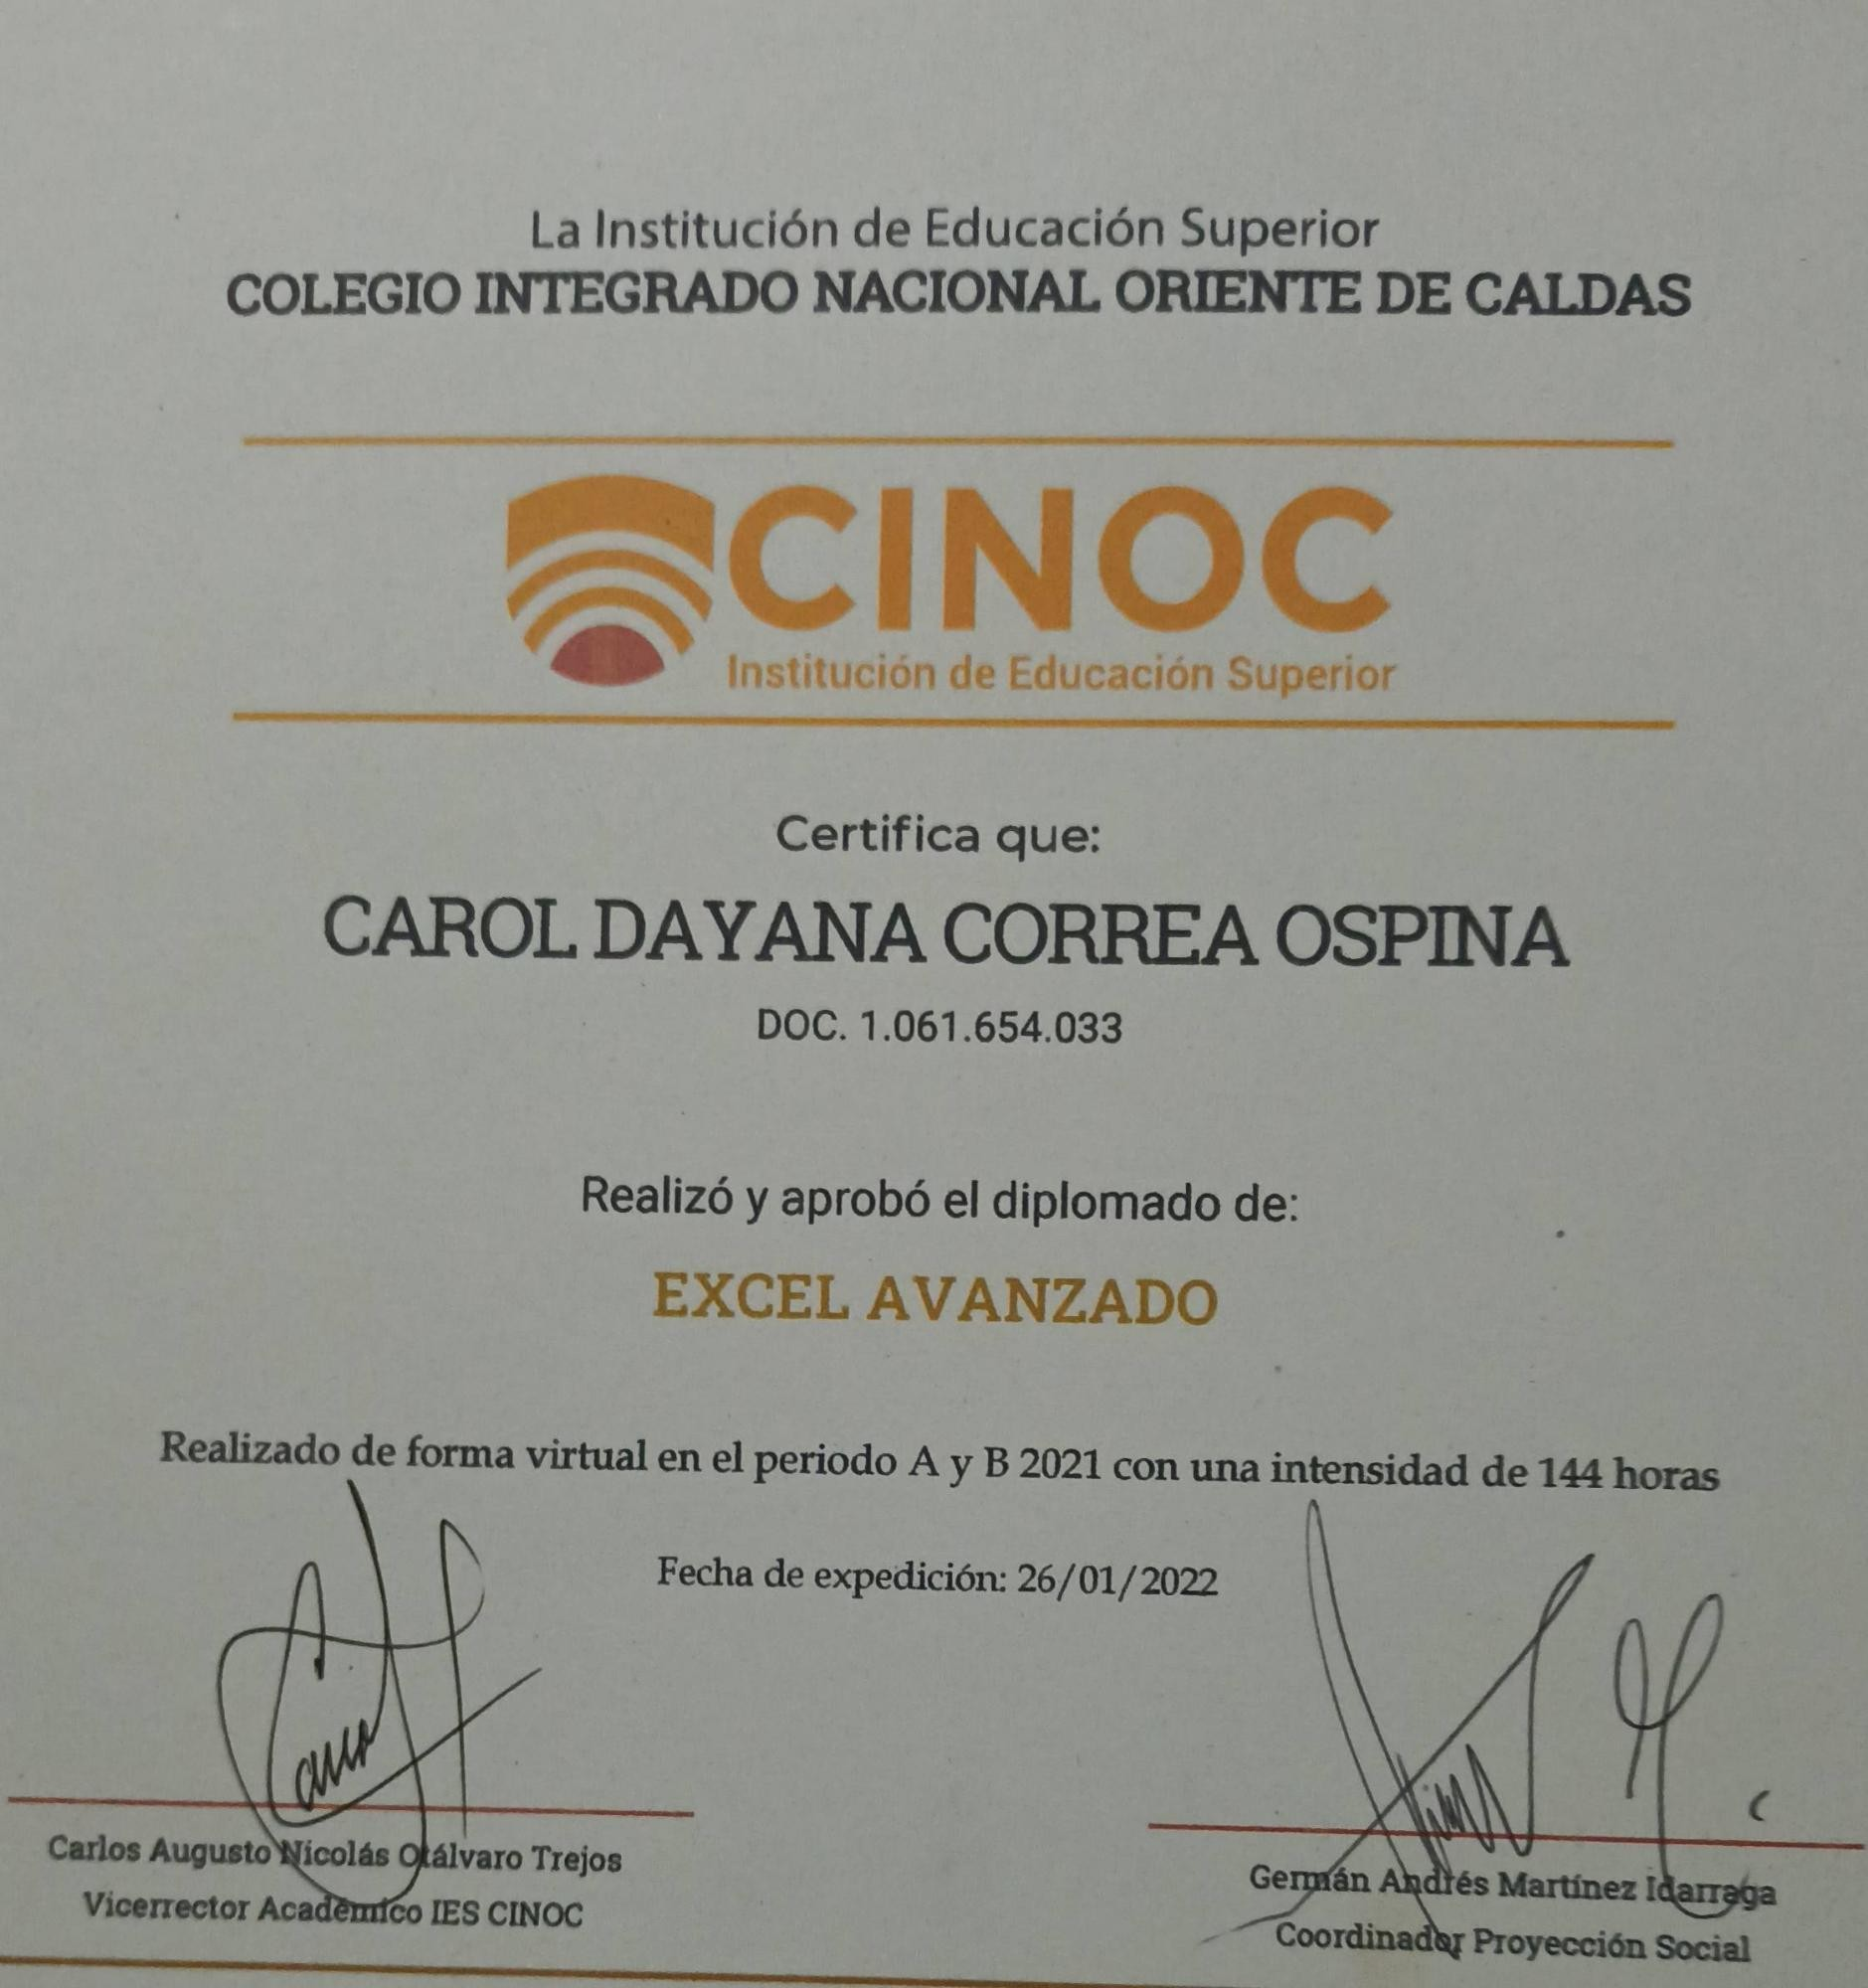 La Institución de Educación Superior
COLEGIO INTEGRADO NACIONAL ORIENTE DE CALDAS
CINOC
Institución de Educación Superior
Certifica que:
CAROL DAYANA CORREA OSPINA
DOC. 1.061.654.033
Realizó y aprobó el diplomado de:
EXCEL AVANZADO
Realizado de forma virtual en el periodo A y B 2021 con una intensidad de 144 horas
Fecha de expedición: 26/01/2022
Carlos Augusto Nicolás Otálvaro Trejos
Vicerrector Académico IES CINOC
Germán Andrés Martínez Idarraga
Coordinador Proyección Social